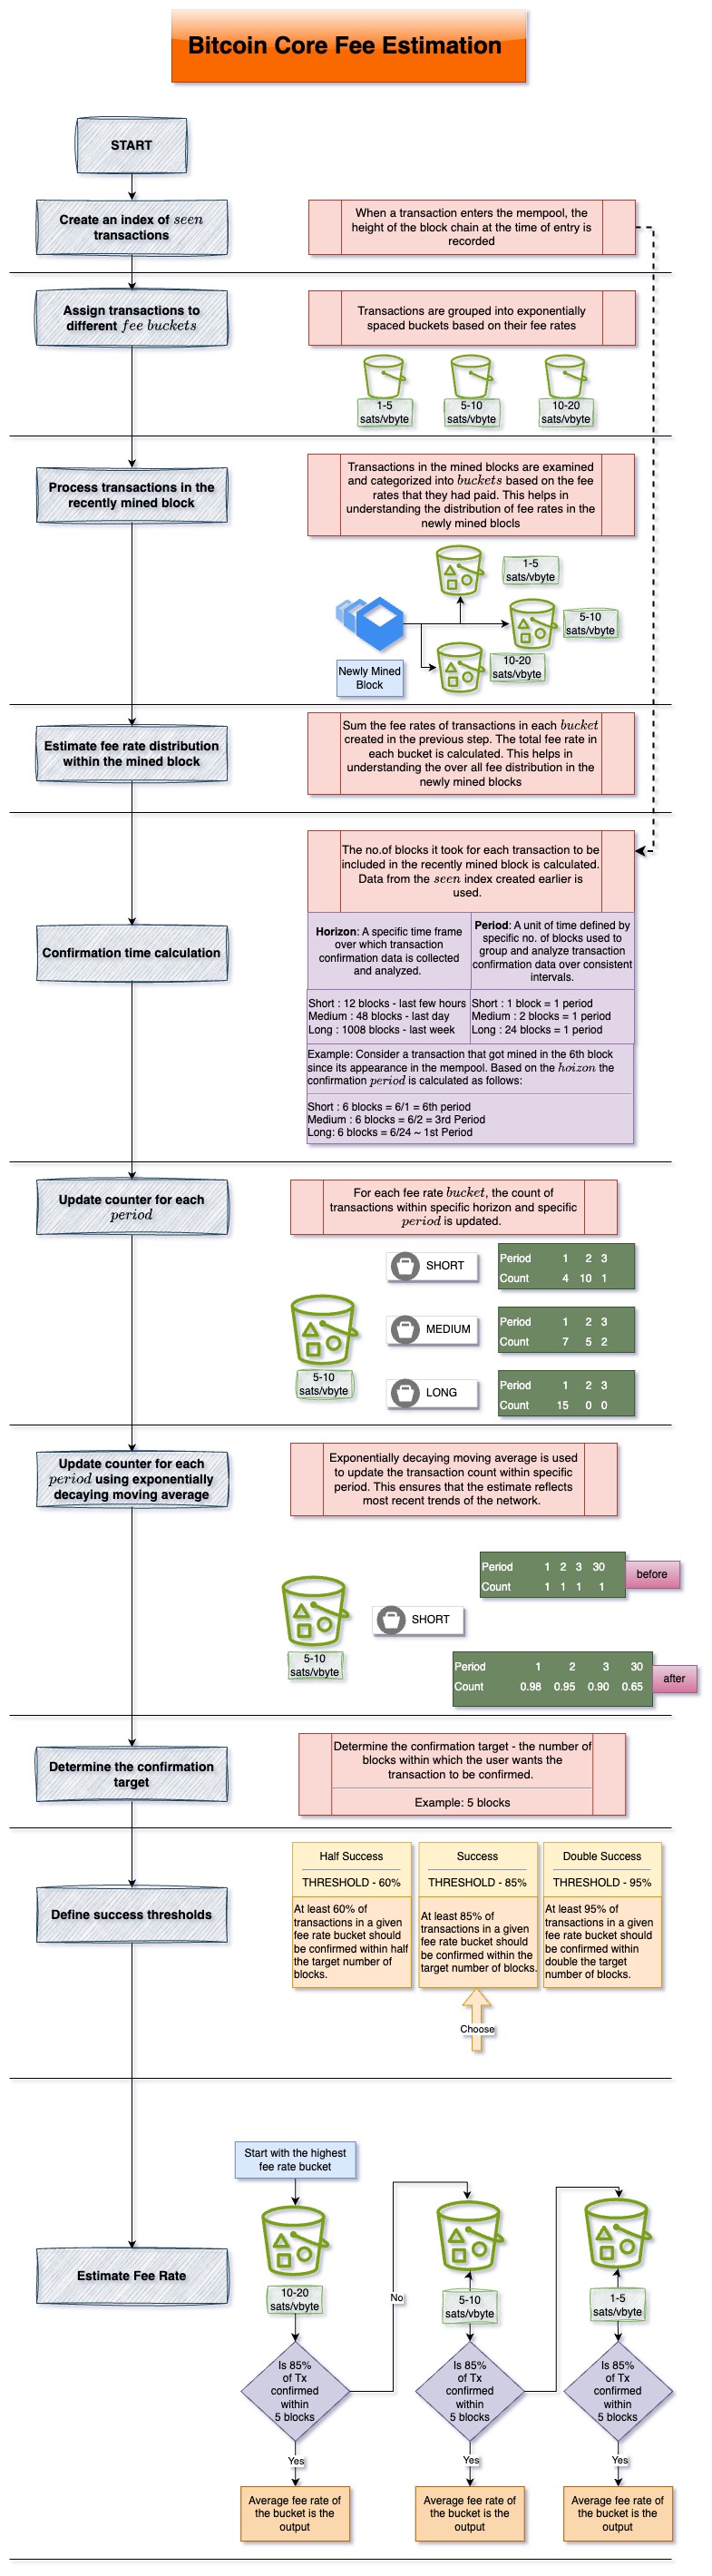 Bitcoin Core Fee Estimation
START
Create an index of seen
transactions
When a transaction enters the mempool, the
height of the block chain at the time of entry is
recorded
Assign transactions to
different fee buckets
Transactions are grouped into exponentially
spaced buckets based on their fee rates
1-5
sats/vbyte
5-10
sats/vbyte
10-20
sats/vbyte
Process transactions in the
recently mined block
Transactions in the mined blocks are examined
and categorized into buckets based on the fee
rates that they had paid. This helps in
understanding the distribution of fee rates in the
newly mined blocls
1-5
sats/vbyte
5-10
sats/vbyte
10-20
sats/vbyte
Newly Mined
Block
Estimate fee rate distribution
within the mined block
Sum the fee rates of transactions in each bucket
created in the previous step. The total fee rate in
each bucket is calculated. This helps in
understanding the over all fee distribution in the
newly mined blocks
Confirmation time calculation
The no.of blocks it took for each transaction to be
included in the recently mined block is calculated.
Data from the seen index created earlier is
used.
Horizon: A specific time frame
over which transaction
confirmation data is collected
and analyzed.
Period: A unit of time defined by
specific no. of blocks used to
group and analyze transaction
confirmation data over consistent
intervals.
Short : 12 blocks - last few hours
Medium : 48 blocks - last day
Long : 1008 blocks - last week
Short : 1 block = 1 period
Medium : 2 blocks = 1 period
Long : 24 blocks = 1 period
Example: Consider a transaction that got mined in the 6th block
since its appearance in the mempool. Based on the hoizon the
confirmation period is calculated as follows:
Short : 6 blocks = 6/1 = 6th period
Medium : 6 blocks = 6/2 = 3rd Period
Long: 6 blocks = 6/24 ~ 1st Period
Update counter for each
period
For each fee rate bucket, the count of
transactions within specific horizon and specific
period is updated.
5-10
sats/vbyte
SHORT
Period 1 2 3
Count 4 10 1
MEDIUM
Period 1 2 3
Count 7 5 2
LONG
Period 1 2 3
Count 15 0 0
Update counter for each
period using exponentially
decaying moving average
Exponentially decaying moving average is used
to update the transaction count within specific
period. This ensures that the estimate reflects
most recent trends of the network.
5-10
sats/vbyte
SHORT
Period 1 2 3 30
Count 1 1 1 1
before
Period 1 2 3 30
Count 0.98 0.95 0.90 0.65
after
Determine the confirmation
target
Determine the confirmation target - the number of
blocks within which the user wants the
transaction to be confirmed.
Example: 5 blocks
Define success thresholds
Half Success
THRESHOLD - 60%
At least 60% of
transactions in a given
fee rate bucket should
be confirmed within half
the target number of
blocks.
Success
THRESHOLD - 85%
At least 85% of
transactions in a given
fee rate bucket should
be confirmed within the
target number of blocks.
Double Success
THRESHOLD - 95%
At least 95% of
transactions in a given
fee rate bucket should
be confirmed within
double the target
number of blocks.
Choose
Estimate Fee Rate
Start with the highest
fee rate bucket
10-20
sats/vbyte
Is 85%
of Tx
confirmed
within
5 blocks
Yes
Average fee rate of
the bucket is the
output
No
5-10
sats/vbyte
Is 85%
of Tx
confirmed
within
5 blocks
Yes
Average fee rate of
the bucket is the
output
1-5
sats/vbyte
Is 85%
of Tx
confirmed
within
5 blocks
Yes
Average fee rate of
the bucket is the
output